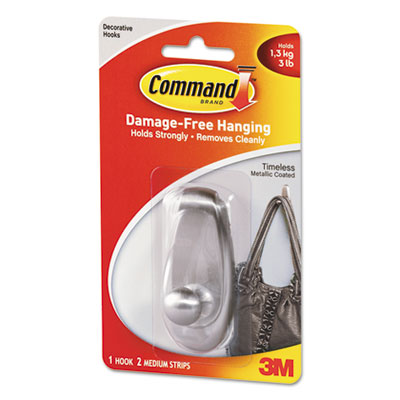 Decorative
Hooks
Holds
1,3 kg
3 lb
Command
BRAND
Damage-Free Hanging
Holds Strongly • Removes Cleanly
Timeless
Metallic Coated
1 HOOK 2 MEDIUM STRIPS
3M